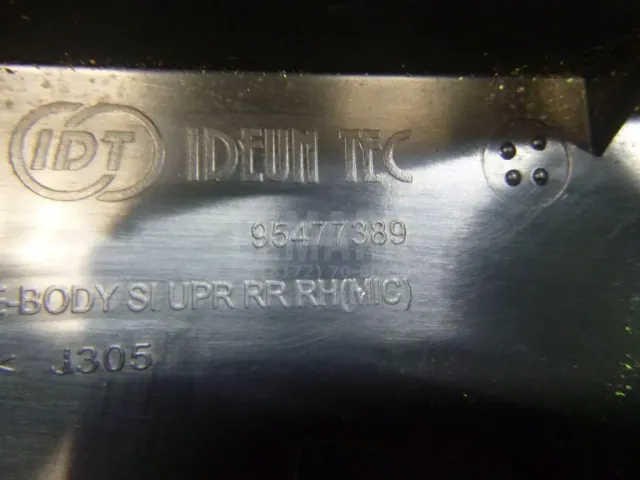 IDT IDEUN TEC
95477389
E-BODY SI UPR RR RH(MIC)
< J305